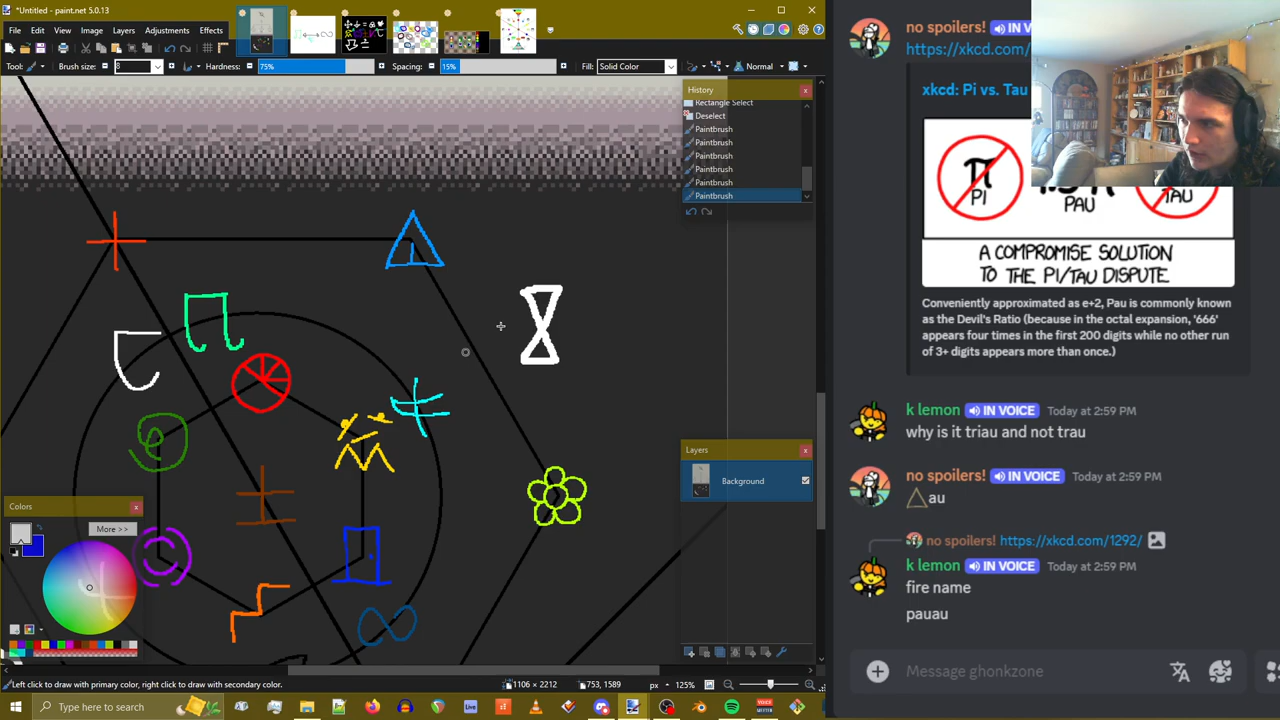 *Untitled - paint.net 5.0.13
File Edit View Image Layers Adjustments Effects
Tool: Brush size: 8 Hardness: 75% Spacing: 15% Fill: Solid Color Normal
History
Rectangle Select
Deselect
Paintbrush
Paintbrush
Paintbrush
Paintbrush
Paintbrush
Paintbrush
Layers
Background
Colors
More >>
Left click to draw with primary color, right click to draw with secondary color.
1106 × 2212
753, 1589
px
125%
Type here to search
no spoilers! IN VOICE
https://xkcd.com/
xkcd: Pi vs. Tau
π
PI
PAU
TAU
A COMPROMISE SOLUTION
TO THE PI/TAU DISPUTE
Conveniently approximated as e+2, Pau is commonly known
as the Devil's Ratio (because in the octal expansion, '666'
appears four times in the first 200 digits while no other run
of 3+ digits appears more than once.)
k lemon IN VOICE Today at 2:59 PM
why is it triau and not trau
no spoilers! IN VOICE Today at 2:59 PM
△au
no spoilers! https://xkcd.com/1292/
k lemon IN VOICE Today at 2:59 PM
fire name
pauau
Message ghonkzone